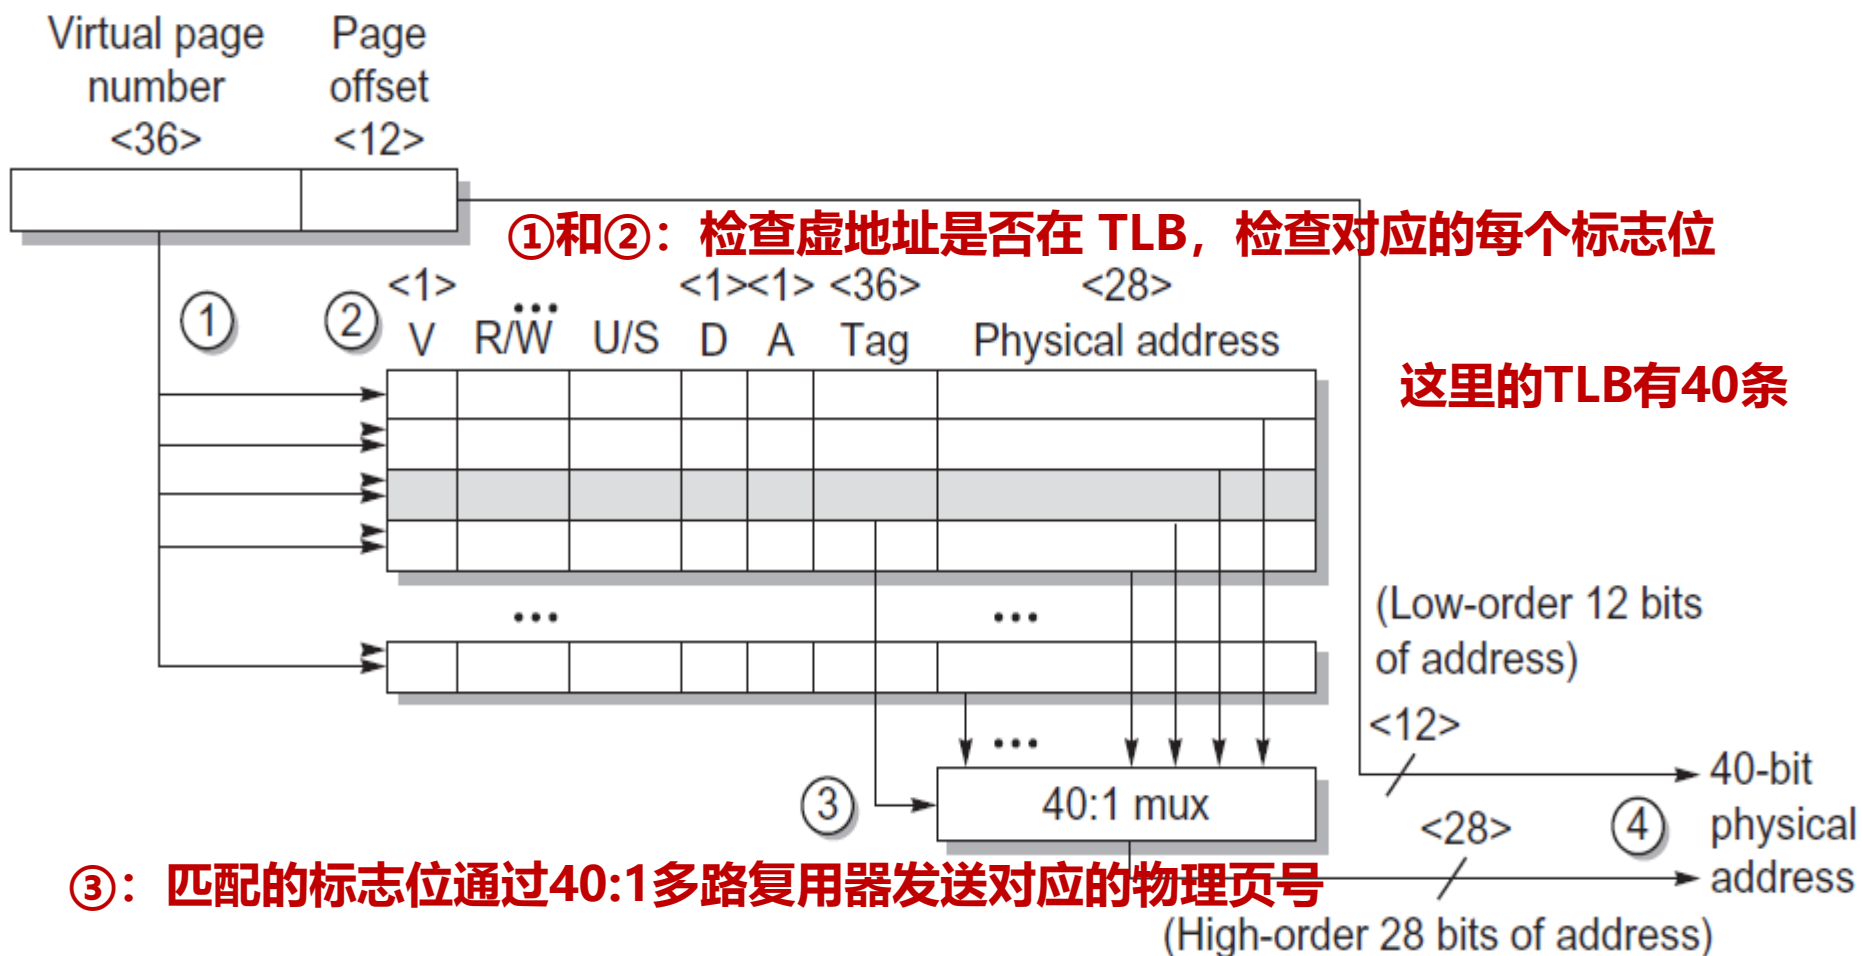 Virtual page number <36>
Page offset <12>
①和②：检查虚地址是否在 TLB，检查对应的每个标志位
<1> ... <1><1> <36> <28>
① ② V R/W U/S D A Tag Physical address
这里的TLB有40条
... ...
(Low-order 12 bits
of address)
...
<12>
③ 40:1 mux
40-bit
physical
address
<28> ④
③：匹配的标志位通过40:1多路复用器发送对应的物理页号
(High-order 28 bits of address)